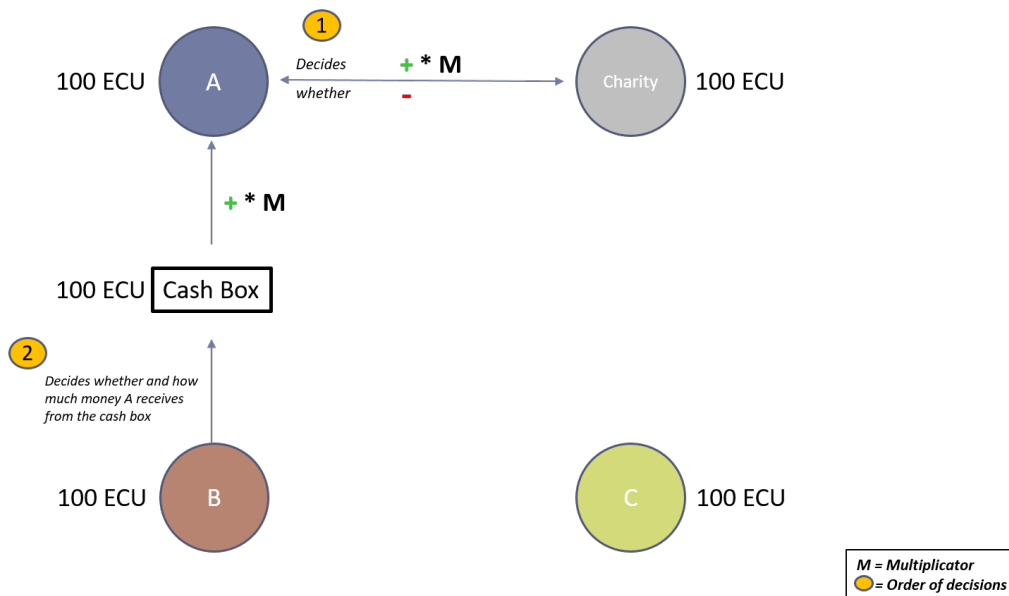 1
100 ECU
A
Decides
whether
+ * M
-
Charity
100 ECU
+ * M
100 ECU
Cash Box
2
Decides whether and how
much money A receives
from the cash box
100 ECU
B
C
100 ECU
M = Multiplicator
= Order of decisions